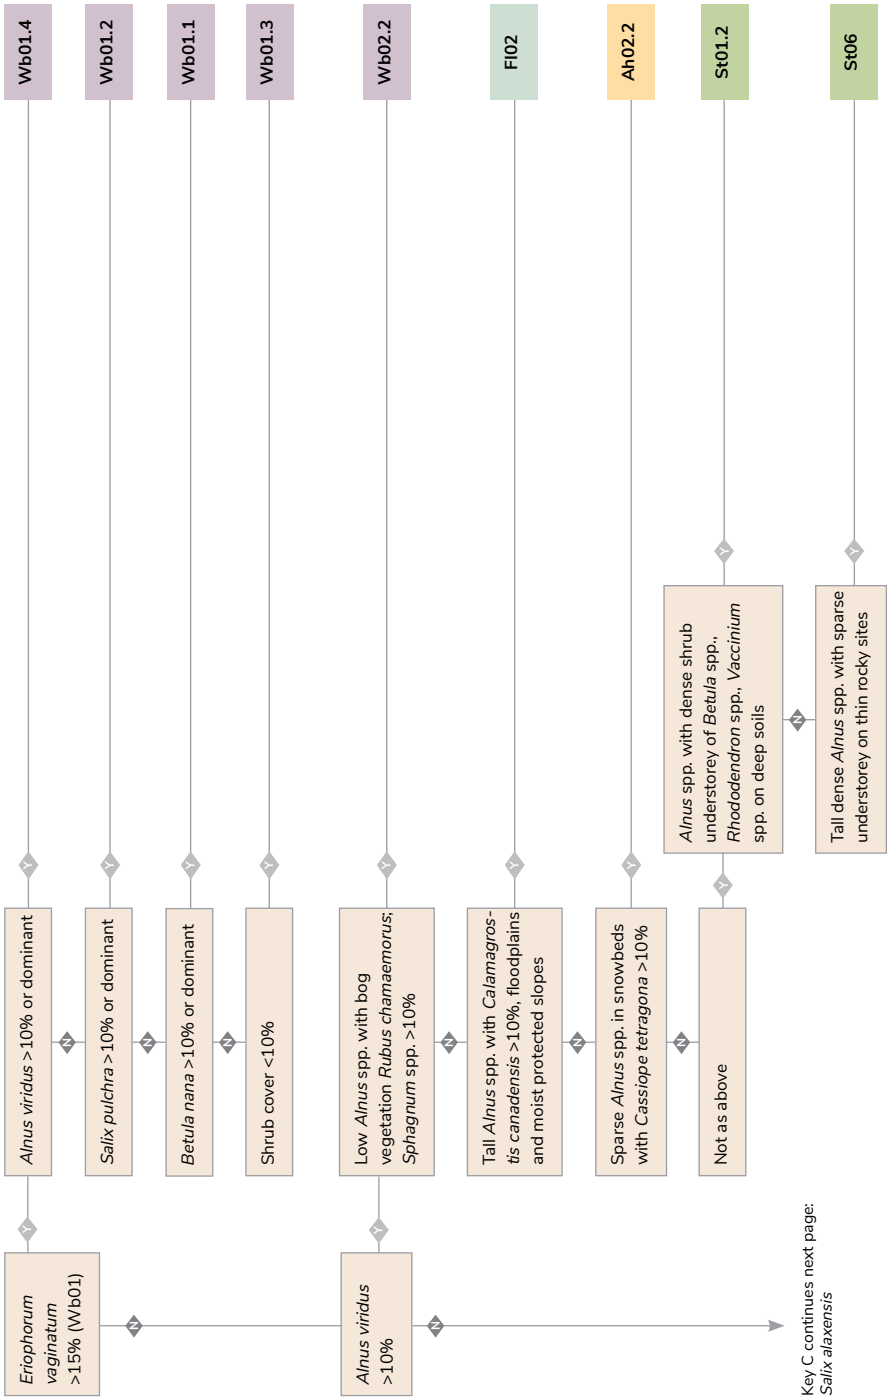 Eriophorum
vaginatum
>15% (Wb01)
Y
Alnus viridus >10% or dominant
Y
Wb01.4
N
Salix pulchra >10% or dominant
Y
Wb01.2
N
Betula nana >10% or dominant
Y
Wb01.1
N
Shrub cover <10%
Y
Wb01.3
N
Alnus viridus
>10%
Y
Low Alnus spp. with bog
vegetation Rubus chamaemorus;
Sphagnum spp. >10%
Y
Wb02.2
N
Tall Alnus spp. with Calamagros-
tis canadensis >10%, floodplains
and moist protected slopes
Y
Fl02
N
Sparse Alnus spp. in snowbeds
with Cassiope tetragona >10%
Y
Ah02.2
N
Not as above
Y
Alnus spp. with dense shrub
understorey of Betula spp.,
Rhododendron spp., Vaccinium
spp. on deep soils
Y
St01.2
N
Tall dense Alnus spp. with sparse
understorey on thin rocky sites
Y
St06
N
Key C continues next page:
Salix alaxensis